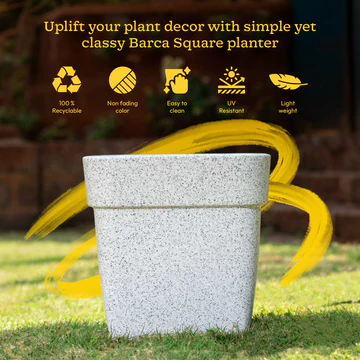 Uplift your plant decor with simple yet
classy Barca Square planter
100 %
Recyclable
Non fading
color
Easy to
clean
UV
Resistant
Light
weight